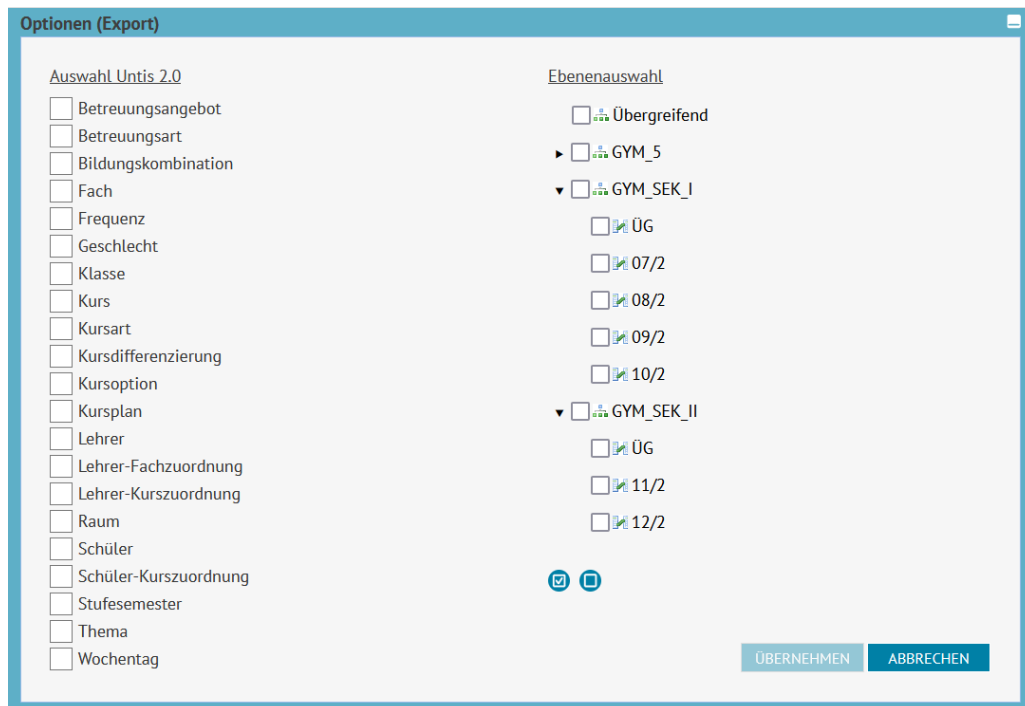 Optionen (Export)
Auswahl Untis 2.0
Betreuungsangebot
Betreuungsart
Bildungskombination
Fach
Frequenz
Geschlecht
Klasse
Kurs
Kursart
Kursdifferenzierung
Kursoption
Kursplan
Lehrer
Lehrer-Fachzuordnung
Lehrer-Kurszuordnung
Raum
Schüler
Schüler-Kurszuordnung
Stufesemester
Thema
Wochentag
Ebenenauswahl
Übergreifend
GYM_5
GYM_SEK_I
ÜG
07/2
08/2
09/2
10/2
GYM_SEK_II
ÜG
11/2
12/2
ÜBERNEHMEN
ABBRECHEN